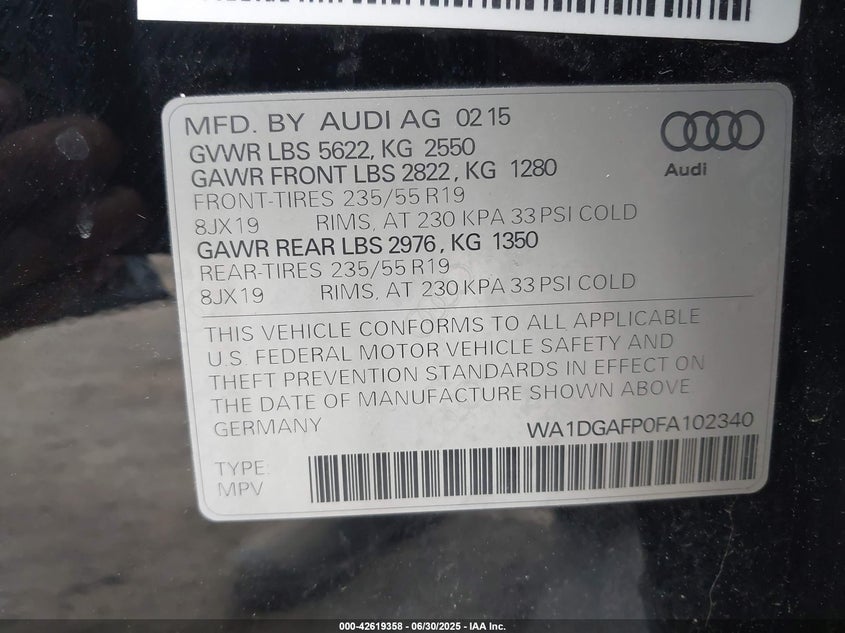 MFD. BY AUDI AG 02 15
GVWR LBS 5622, KG 2550
GAWR FRONT LBS 2822, KG 1280
FRONT-TIRES 235/55 R19
8JX19 RIMS, AT 230 KPA 33 PSI COLD
GAWR REAR LBS 2976, KG 1350
REAR-TIRES 235/55 R19
8JX19 RIMS, AT 230 KPA 33 PSI COLD
Audi
THIS VEHICLE CONFORMS TO ALL APPLICABLE
U.S. FEDERAL MOTOR VEHICLE SAFETY AND
THEFT PREVENTION STANDARDS IN EFFECT ON
THE DATE OF MANUFACTURE SHOWN ABOVE
GERMANY
WA1DGAFP0FA102340
TYPE:
MPV
000-42619358 - 06/30/2025 - IAA Inc.